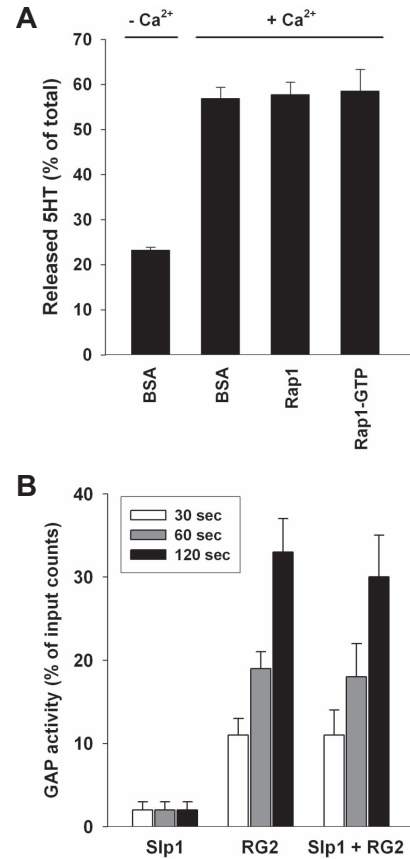 A
- Ca²⁺ + Ca²⁺
Released 5HT (% of total)
70
60
50
40
30
20
10
0
BSA
BSA
Rap1
Rap1-GTP
B
GAP activity (% of input counts)
40
30
20
10
0
30 sec
60 sec
120 sec
Slp1 RG2 Slp1 + RG2